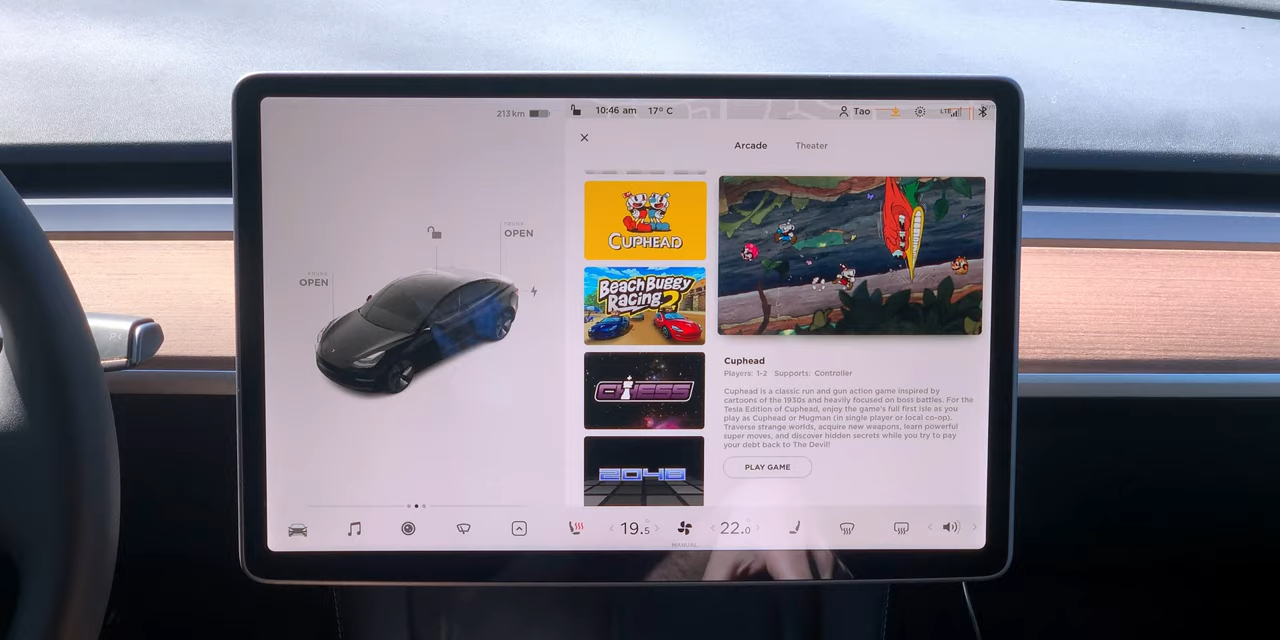 213 km
10:46 am 17° C
Tao
LTE
Arcade Theater
TRUNK
OPEN
FRUNK
OPEN
CUPHEAD
Beach Buggy
Racing 2
CHESS
2048
Cuphead
Players: 1-2 Supports: Controller
Cuphead is a classic run and gun action game inspired by
cartoons of the 1930s and heavily focused on boss battles. For the
Tesla Edition of Cuphead, enjoy the game's full first isle as you
play as Cuphead or Mugman (in single player or local co-op).
Traverse strange worlds, acquire new weapons, learn powerful
super moves, and discover hidden secrets while you try to pay
your debt back to The Devil!
PLAY GAME
19.5° 22.0°
MANUAL